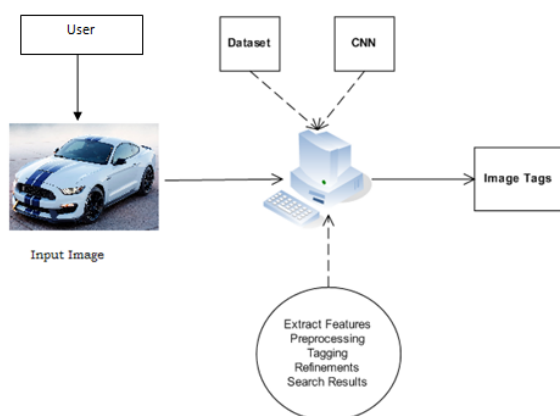 User
Dataset
CNN
Image Tags
Input Image
Extract Features
Preprocessing
Tagging
Refinements
Search Results